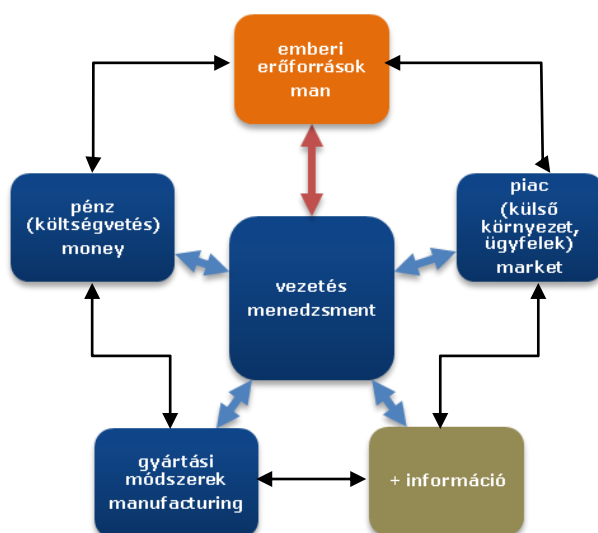 emberi
erőforrások
man
pénz
(költségvetés)
money
piac
(külső
környezet,
ügyfelek)
market
vezetés
menedzsment
gyártási
módszerek
manufacturing
+ információ